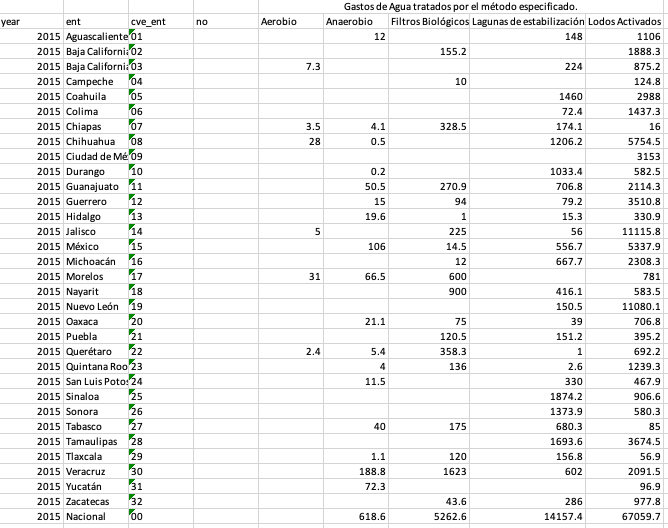 Gastos de Agua tratados por el método especificado.
year ent cve_ent no Aerobio Anaerobio Filtros Biológicos Lagunas de estabilización Lodos Activados
2015 Aguascaliente 01 12 148 1106
2015 Baja Californi 02 155.2 1888.3
2015 Baja Californi 03 7.3 224 875.2
2015 Campeche 04 10 124.8
2015 Coahuila 05 1460 2988
2015 Colima 06 72.4 1437.3
2015 Chiapas 07 3.5 4.1 328.5 174.1 16
2015 Chihuahua 08 28 0.5 1206.2 5754.5
2015 Ciudad de Mé 09 3153
2015 Durango 10 0.2 1033.4 582.5
2015 Guanajuato 11 50.5 270.9 706.8 2114.3
2015 Guerrero 12 15 94 79.2 3510.8
2015 Hidalgo 13 19.6 1 15.3 330.9
2015 Jalisco 14 5 225 56 11115.8
2015 México 15 106 14.5 556.7 5337.9
2015 Michoacán 16 12 667.7 2308.3
2015 Morelos 17 31 66.5 600 781
2015 Nayarit 18 900 416.1 583.5
2015 Nuevo León 19 150.5 11080.1
2015 Oaxaca 20 21.1 75 39 706.8
2015 Puebla 21 120.5 151.2 395.2
2015 Querétaro 22 2.4 5.4 358.3 1 692.2
2015 Quintana Roo 23 4 136 2.6 1239.3
2015 San Luis Poto 24 11.5 330 467.9
2015 Sinaloa 25 1874.2 906.6
2015 Sonora 26 1373.9 580.3
2015 Tabasco 27 40 175 680.3 85
2015 Tamaulipas 28 1693.6 3674.5
2015 Tlaxcala 29 1.1 120 156.8 56.9
2015 Veracruz 30 188.8 1623 602 2091.5
2015 Yucatán 31 72.3 96.9
2015 Zacatecas 32 43.6 286 977.8
2015 Nacional 00 618.6 5262.6 14157.4 67059.7